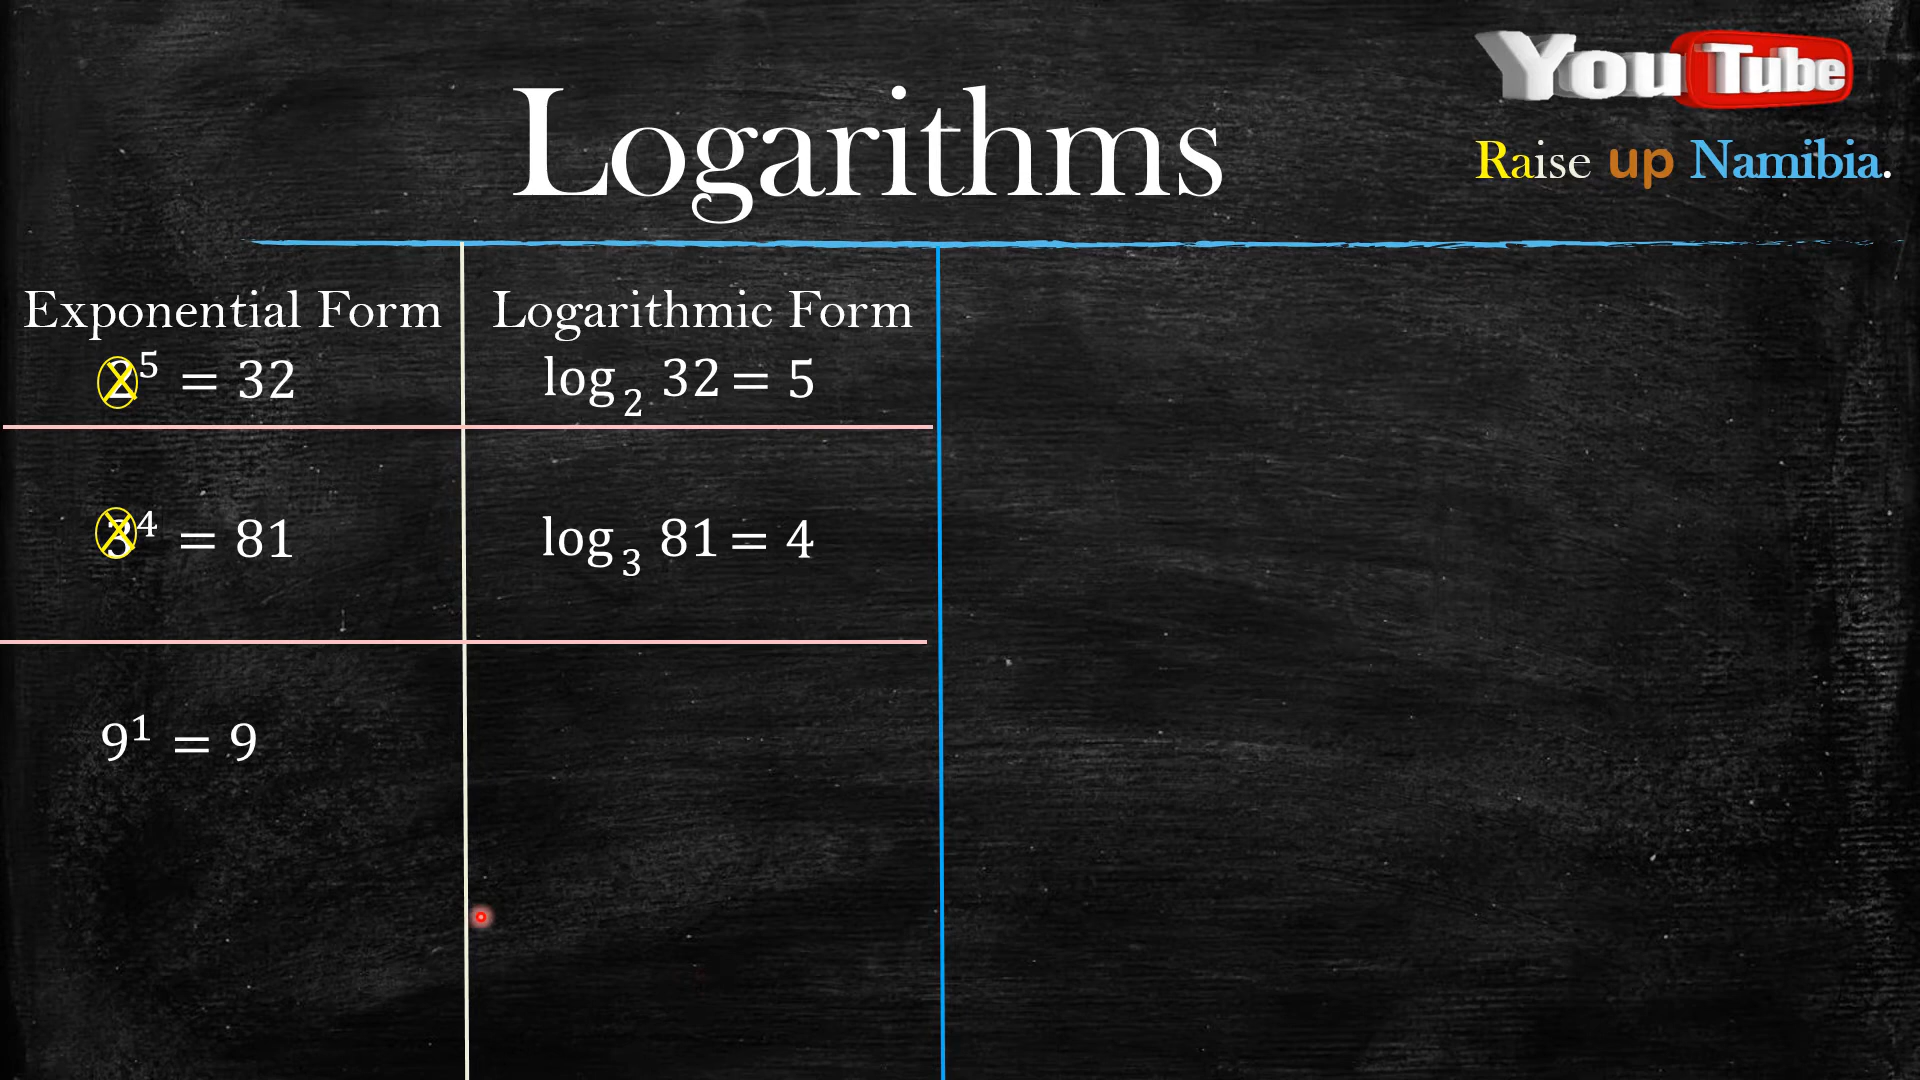 YouTube
Logarithms
Raise up Namibia.
Exponential Form
Logarithmic Form
2⁵ = 32
log₂ 32 = 5
3⁴ = 81
log₃ 81 = 4
9¹ = 9